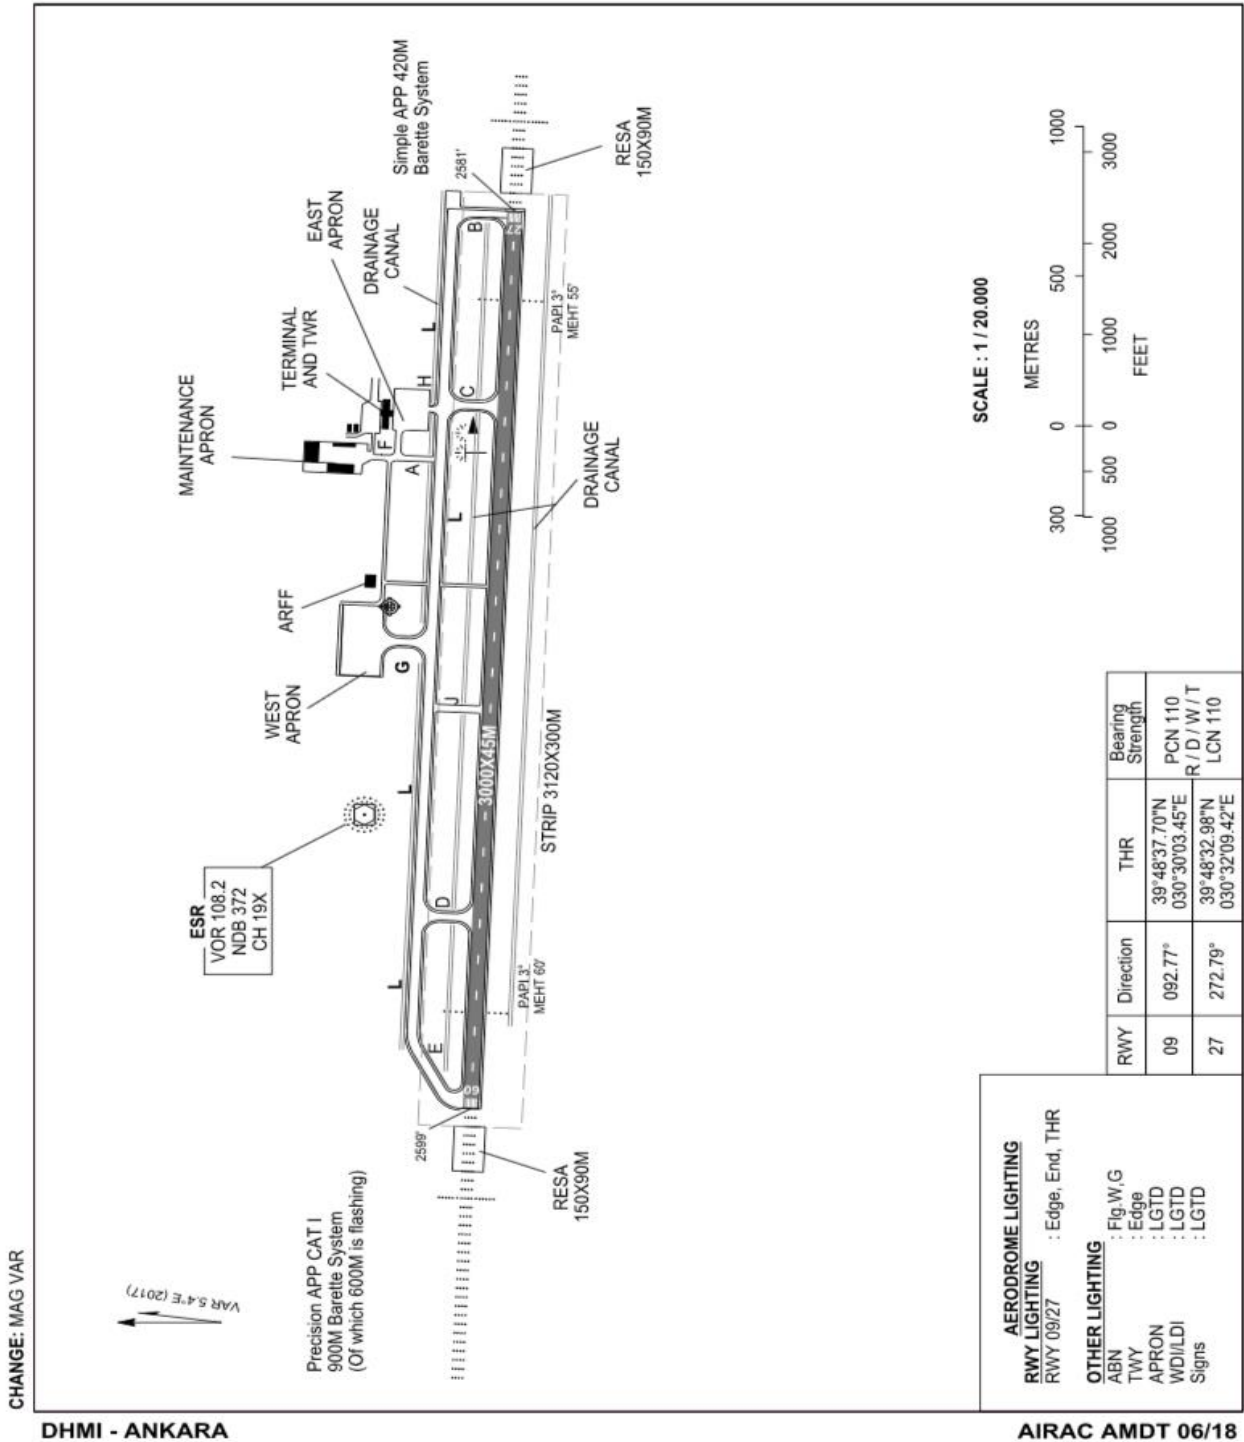 CHANGE: MAG VAR
VAR 5.4°E (2017)
Precision APP CAT I
900M Barette System
(Of which 600M is flashing)
RESA
150X90M
2599'
09
E
PAPI 3°
MEHT 60'
D
L
L
ESR
VOR 108.2
NDB 372
CH 19X
3000X45M
STRIP 3120X300M
J
G
WEST
APRON
ARFF
MAINTENANCE
APRON
TERMINAL
AND TWR
EAST
APRON
DRAINAGE
CANAL
A
F
H
L
L
C
B
DRAINAGE
CANAL
PAPI 3°
MEHT 55'
27
2581'
Simple APP 420M
Barette System
RESA
150X90M
SCALE : 1 / 20.000
METRES
300 0 500 1000
1000 500 0 1000 2000 3000
FEET
AERODROME LIGHTING
RWY LIGHTING
RWY 09/27 : Edge, End, THR
OTHER LIGHTING
ABN : Flg.W,G
TWY : Edge
APRON : LGTD
WDI/LDI : LGTD
Signs : LGTD
RWY Direction THR Bearing
Strength
09 092.77° 39°48'37.70"N
030°30'03.45"E
27 272.79° 39°48'32.98"N
030°32'09.42"E
PCN 110
R / D / W / T
LCN 110
DHMI - ANKARA
AIRAC AMDT 06/18